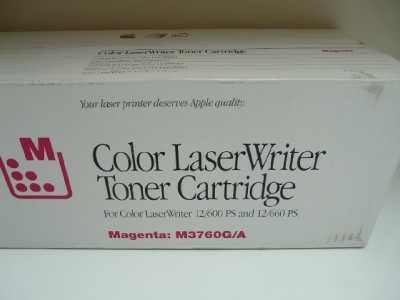 Color LaserWriter Toner Cartridge
Magenta
Your laser printer deserves Apple quality.
M
Color LaserWriter
Toner Cartridge
For Color LaserWriter 12/600 PS and 12/660 PS.
Magenta: M3760G/A